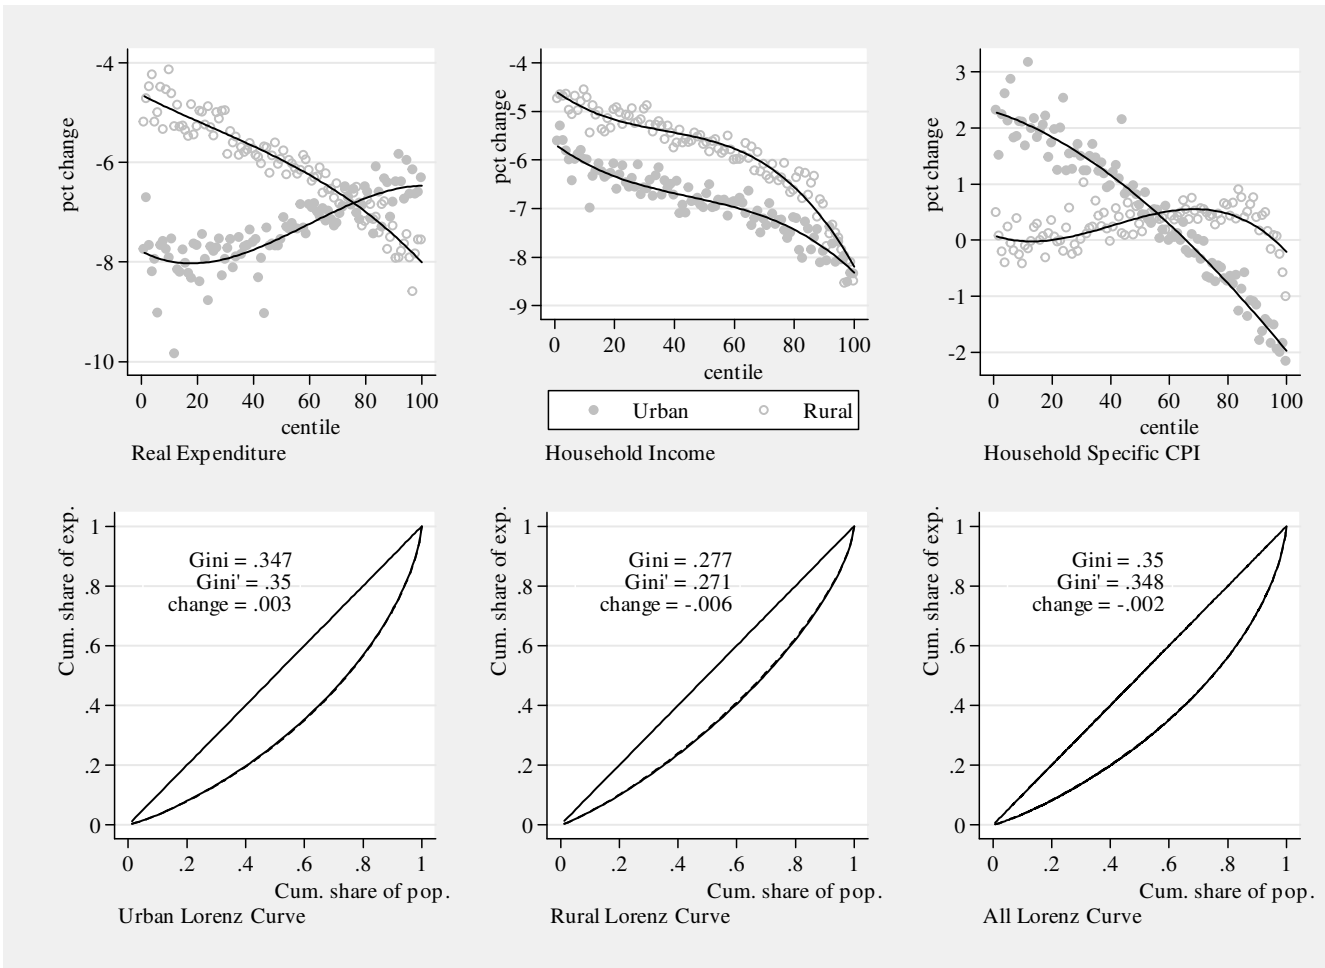 -4
-6
-8
-10
pct change
0 20 40 60 80 100
centile
Real Expenditure
-4
-5
-6
-7
-8
-9
pct change
0 20 40 60 80 100
centile
Urban Rural
Household Income
3
2
1
0
-1
-2
pct change
0 20 40 60 80 100
centile
Household Specific CPI
1
.8
.6
.4
.2
0
Cum. share of exp.
Gini = .347
Gini' = .35
change = .003
0 .2 .4 .6 .8 1
Cum. share of pop.
Urban Lorenz Curve
1
.8
.6
.4
.2
0
Cum. share of exp.
Gini = .277
Gini' = .271
change = -.006
0 .2 .4 .6 .8 1
Cum. share of pop.
Rural Lorenz Curve
1
.8
.6
.4
.2
0
Cum. share of exp.
Gini = .35
Gini' = .348
change = -.002
0 .2 .4 .6 .8 1
Cum. share of pop.
All Lorenz Curve